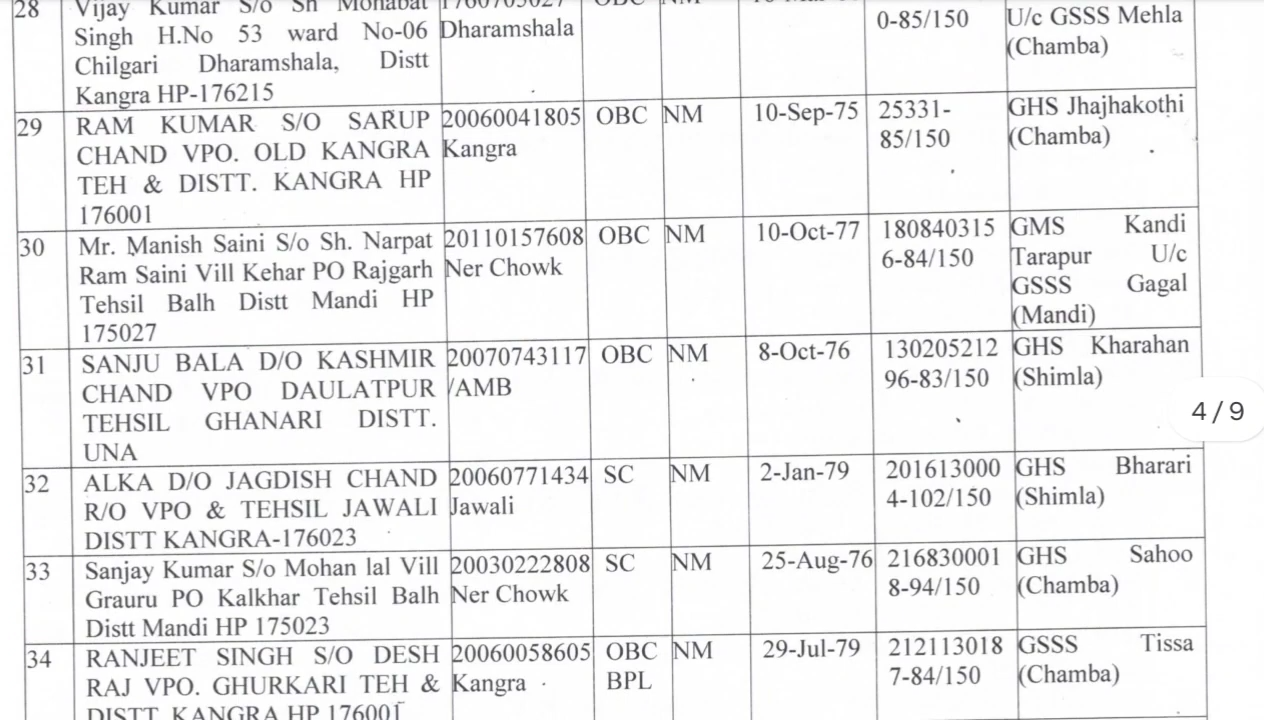 28 Vijay Kumar S/o Sh Mohabat
Singh H.No 53 ward No-06 Dharamshala 0-85/150 U/c GSSS Mehla
Chilgari Dharamshala, Distt (Chamba)
Kangra HP-176215
29 RAM KUMAR S/O SARUP 20060041805 OBC NM 10-Sep-75 25331- GHS Jhajhakothi
CHAND VPO. OLD KANGRA Kangra 85/150 (Chamba)
TEH & DISTT. KANGRA HP
176001
30 Mr. Manish Saini S/o Sh. Narpat 20110157608 OBC NM 10-Oct-77 180840315 GMS Kandi
Ram Saini Vill Kehar PO Rajgarh Ner Chowk 6-84/150 Tarapur U/c
Tehsil Balh Distt Mandi HP GSSS Gagal
175027 (Mandi)
31 SANJU BALA D/O KASHMIR 20070743117 OBC NM 8-Oct-76 130205212 GHS Kharahan
CHAND VPO DAULATPUR /AMB 96-83/150 (Shimla)
TEHSIL GHANARI DISTT.
UNA
4/9
32 ALKA D/O JAGDISH CHAND 20060771434 SC NM 2-Jan-79 201613000 GHS Bharari
R/O VPO & TEHSIL JAWALI Jawali 4-102/150 (Shimla)
DISTT KANGRA-176023
33 Sanjay Kumar S/o Mohan lal Vill 20030222808 SC NM 25-Aug-76 216830001 GHS Sahoo
Grauru PO Kalkhar Tehsil Balh Ner Chowk 8-94/150 (Chamba)
Distt Mandi HP 175023
34 RANJEET SINGH S/O DESH 20060058605 OBC NM 29-Jul-79 212113018 GSSS Tissa
RAJ VPO. GHURKARI TEH & Kangra BPL 7-84/150 (Chamba)
DISTT. KANGRA HP 176001